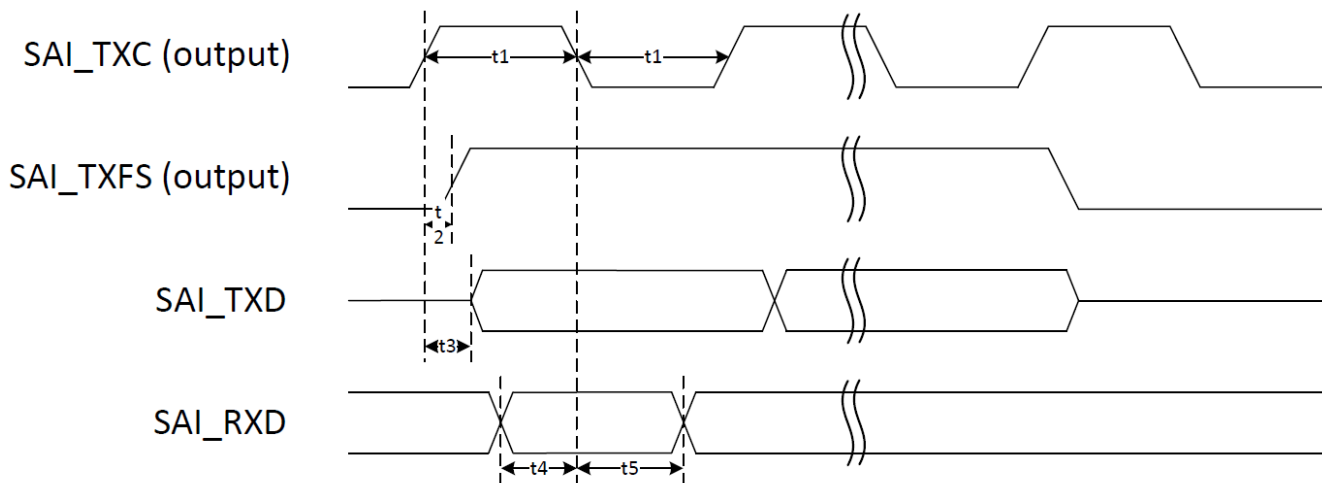 SAI_TXC (output)
t1 t1
SAI_TXFS (output)
t
2
SAI_TXD
t3
SAI_RXD
t4 t5